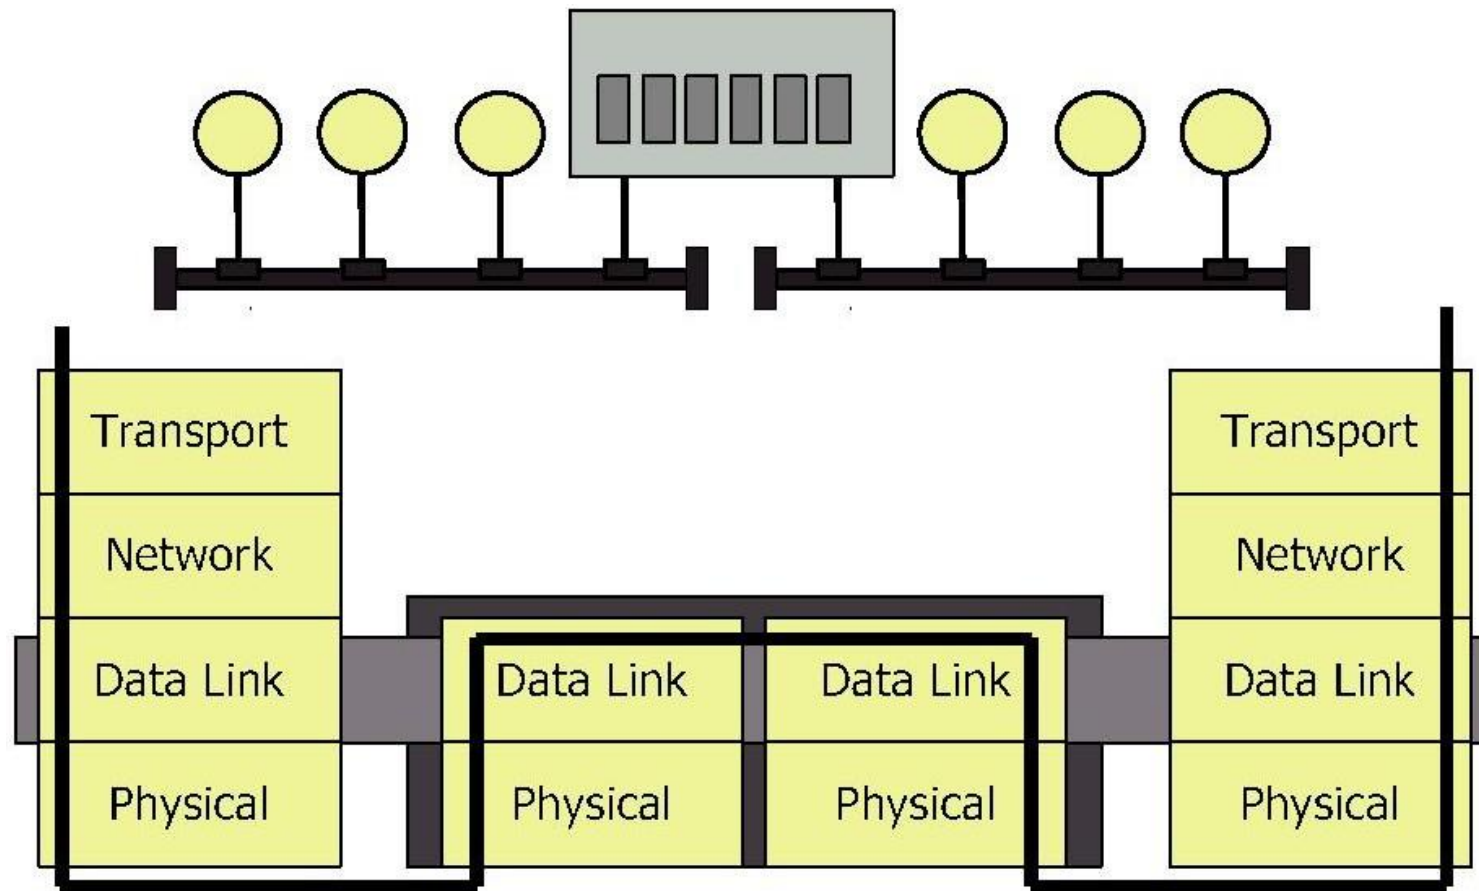 Transport
Transport
Network
Network
Data Link
Data Link
Data Link
Data Link
Physical
Physical
Physical
Physical